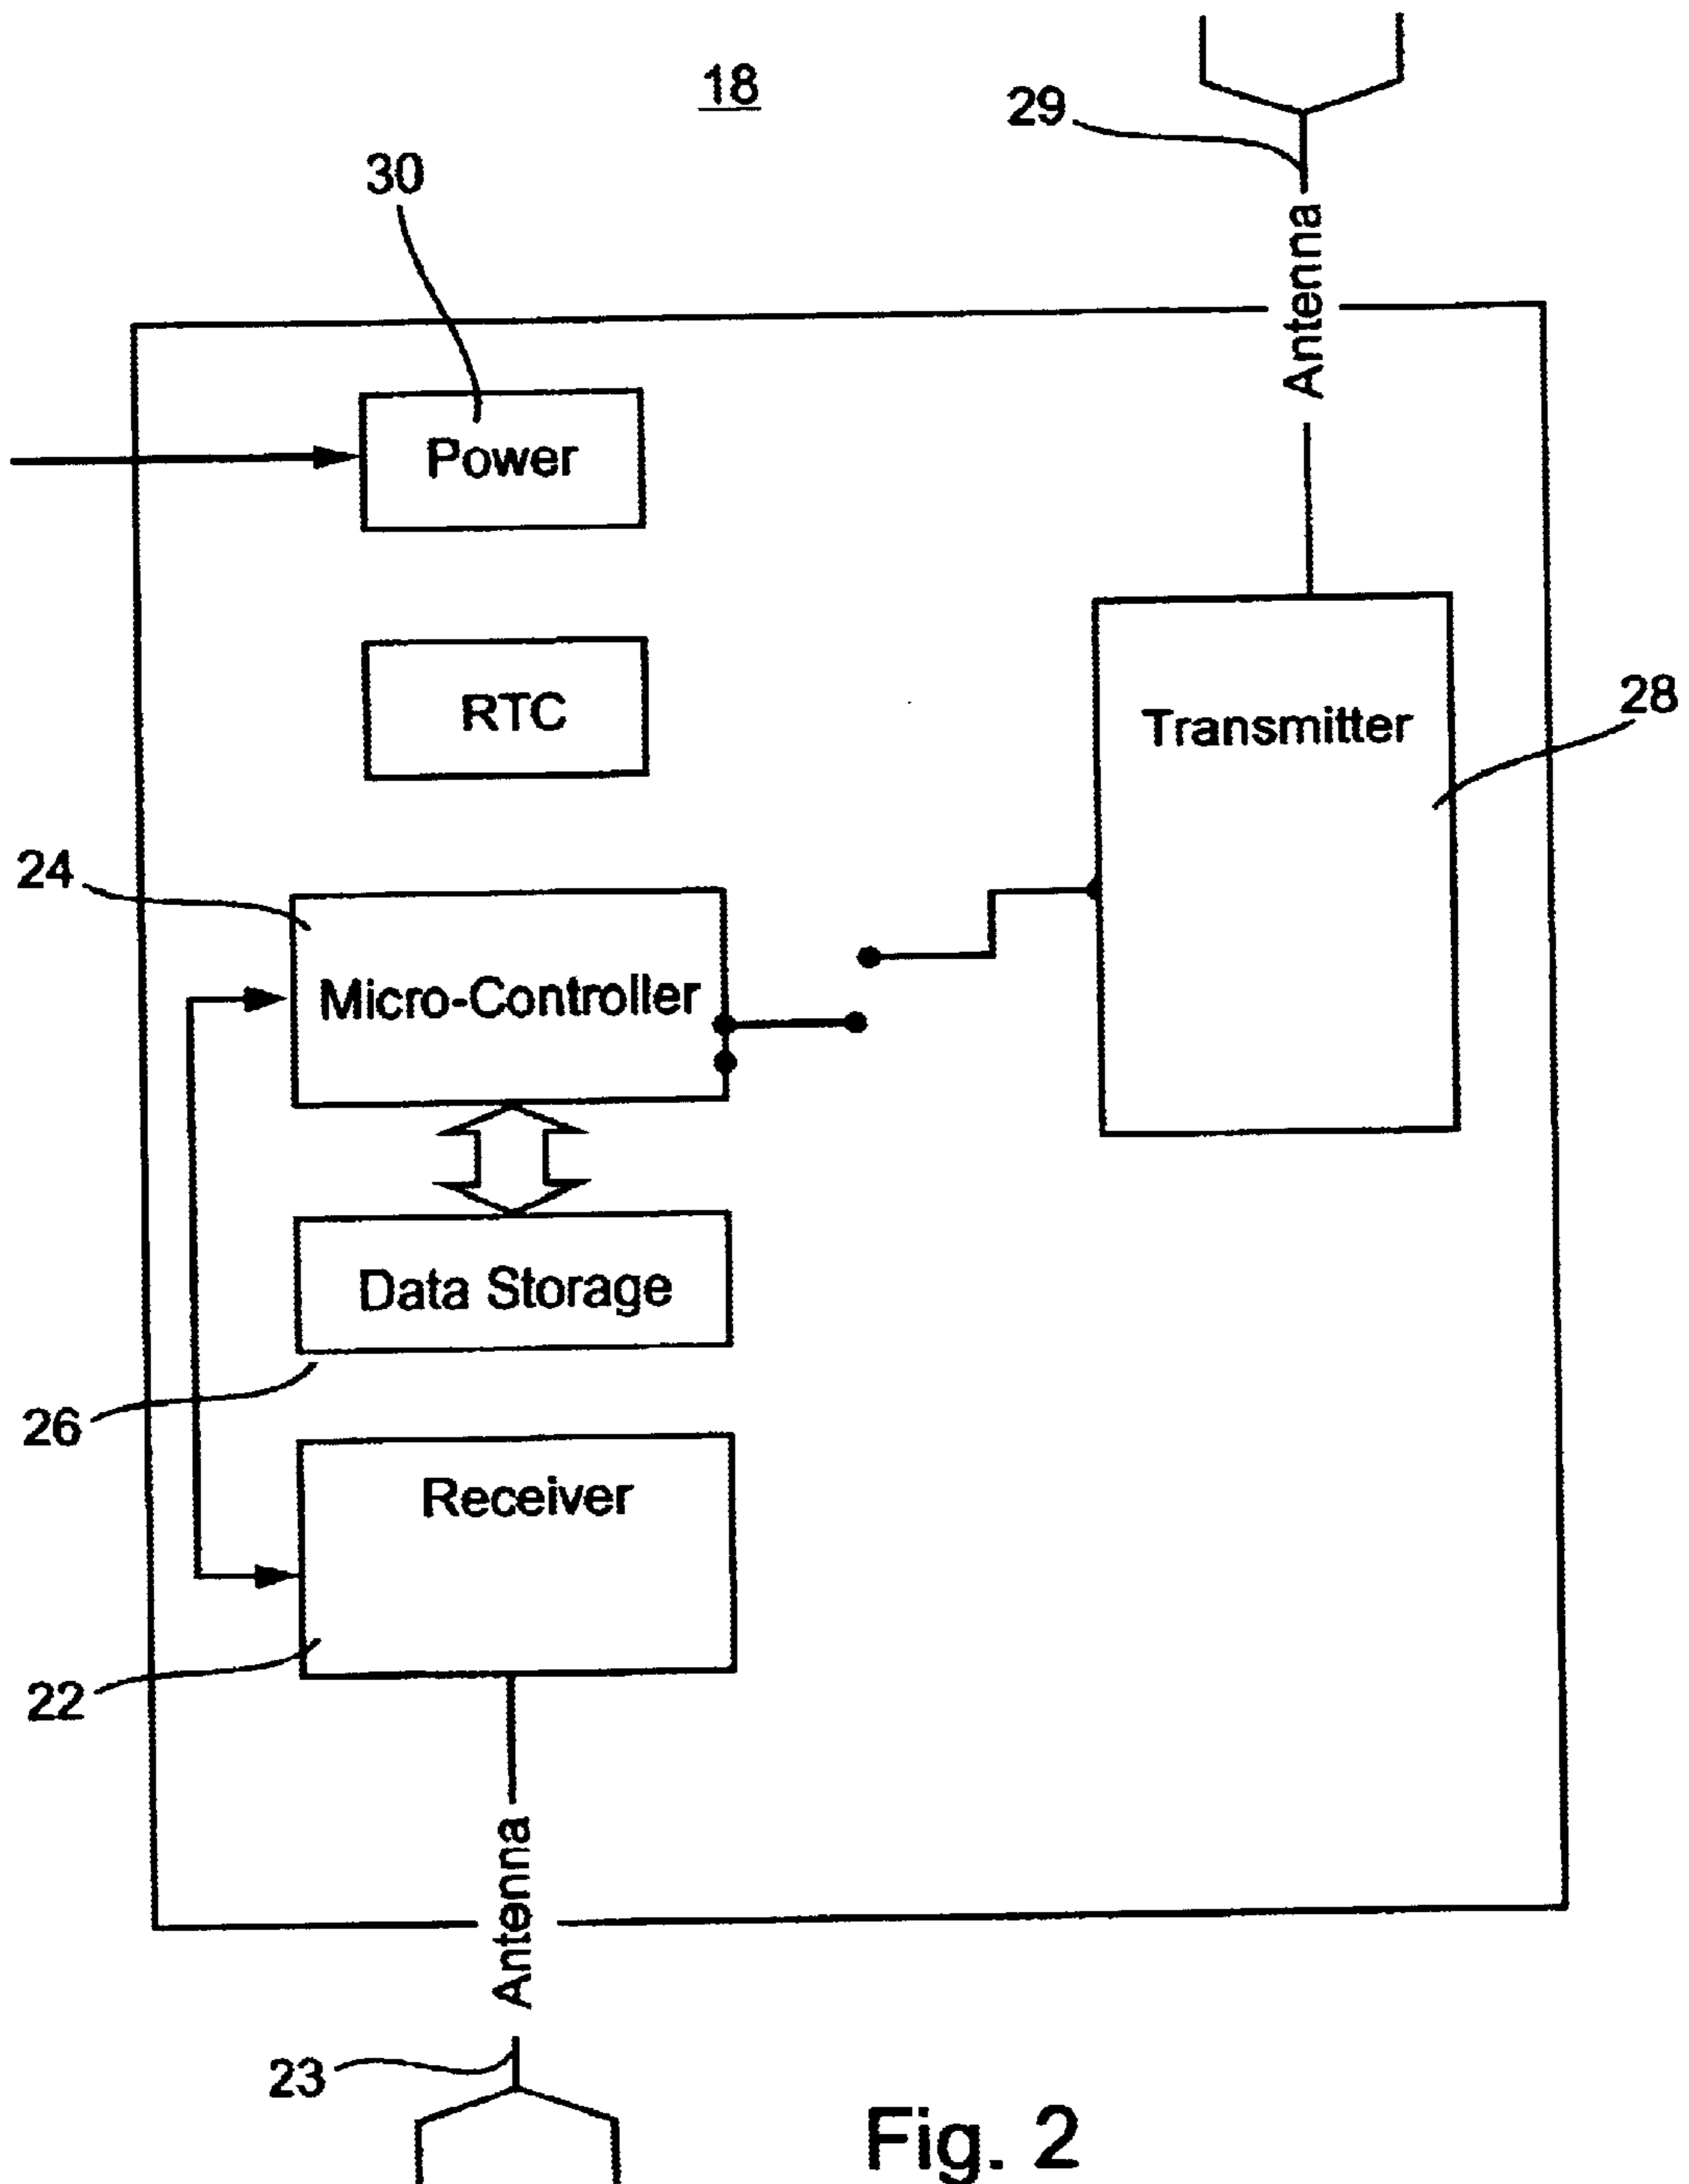 18
29
30
Antenna
Power
RTC
Transmitter
28
24
Micro-Controller
Data Storage
26
Receiver
22
Antenna
23
Fig. 2